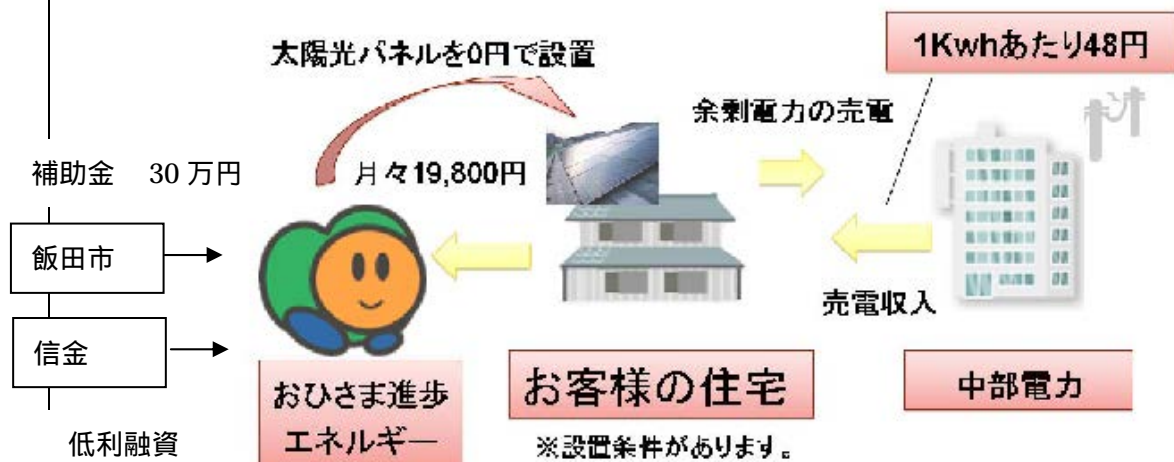 太陽光パネルを0円で設置
1Kwhあたり48円
余剰電力の売電
補助金 30万円
月々19,800円
飯田市
売電収入
信金
おひさま進歩
エネルギー
お客様の住宅
中部電力
低利融資
※設置条件があります。